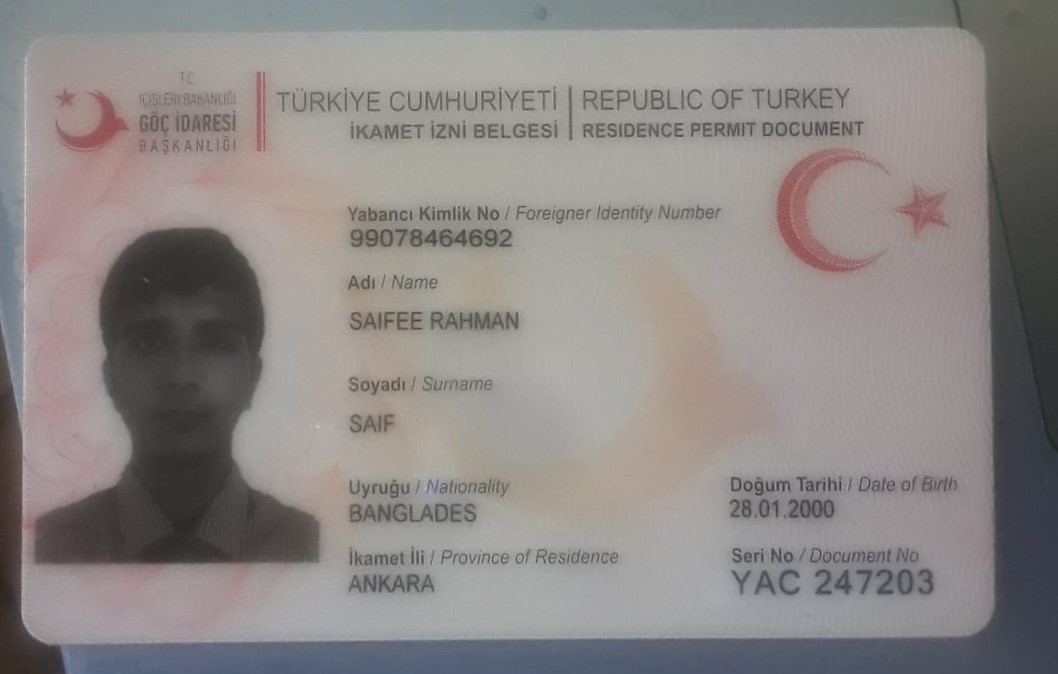 T.C.
İÇİŞLERİ BAKANLIĞI
GÖÇ İDARESİ
BAŞKANLIĞI
TÜRKİYE CUMHURİYETİ | REPUBLIC OF TURKEY
İKAMET İZNİ BELGESİ | RESIDENCE PERMIT DOCUMENT
Yabancı Kimlik No / Foreigner Identity Number
99078464692
Adı / Name
SAIFEE RAHMAN
Soyadı / Surname
SAIF
Uyruğu / Nationality
BANGLADEŞ
Doğum Tarihi / Date of Birth
28.01.2000
İkamet İli / Province of Residence
ANKARA
Seri No / Document No
YAC 247203